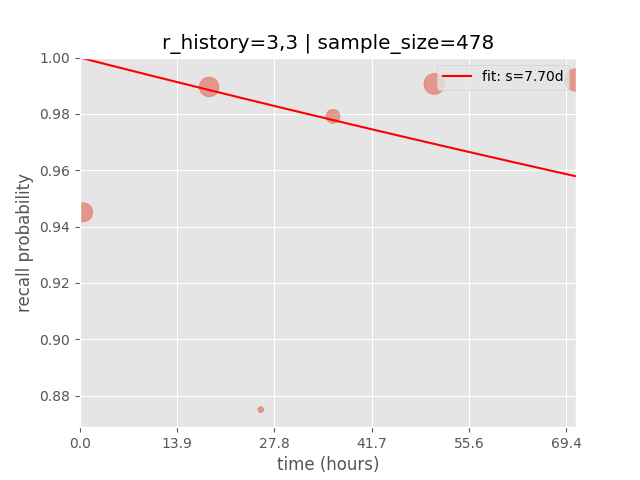 r_history=3,3 | sample_size=478
1.00
fit: s=7.70d
0.98
0.96
0.94
0.92
0.90
0.88
recall probability
0.0 13.9 27.8 41.7 55.6 69.4
time (hours)